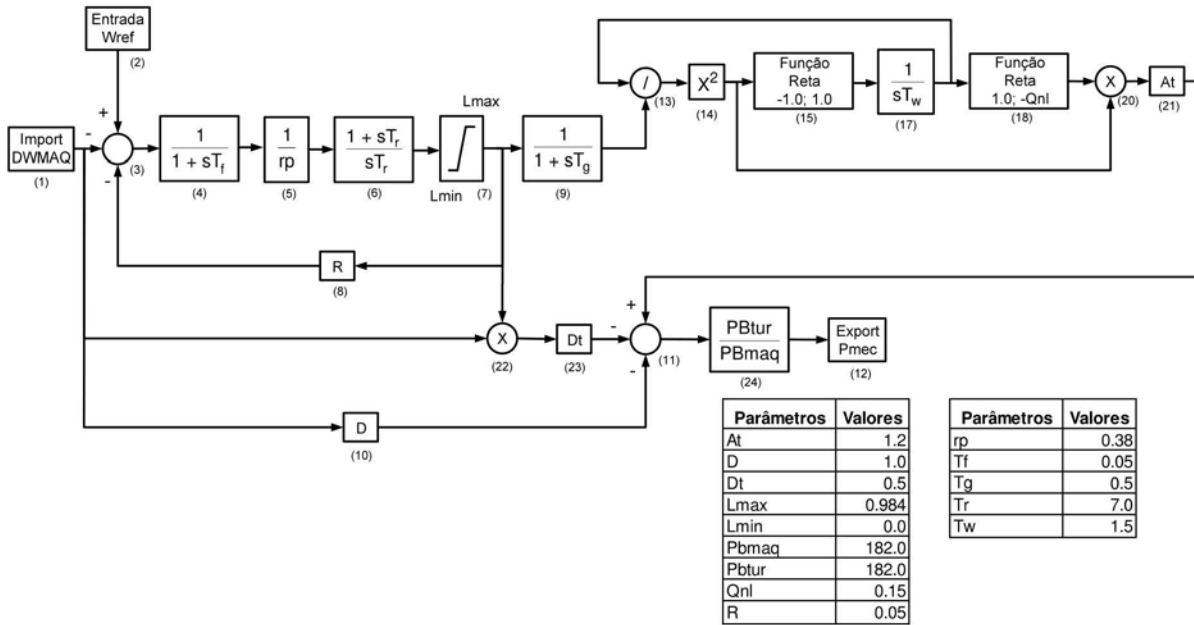 Entrada
Wref
(2)
+
-
-
Import
DWMAQ
(1)
(3)
1
1 + sTf
(4)
1
rp
(5)
1 + sTr
sTr
(6)
Lmax
Lmin
(7)
1
1 + sTg
(9)
R
(8)
/
(13)
X²
(14)
Função
Reta
-1.0; 1.0
(15)
1
sTw
(17)
Função
Reta
1.0; -Qnl
(18)
X
(20)
At
(21)
X
(22)
Dt
(23)
+
-
-
(11)
PBtur
PBmaq
(24)
Export
Pmec
(12)
D
(10)
Parâmetros Valores
At 1.2
D 1.0
Dt 0.5
Lmax 0.984
Lmin 0.0
Pbmaq 182.0
Pbtur 182.0
Qnl 0.15
R 0.05
Parâmetros Valores
rp 0.38
Tf 0.05
Tg 0.5
Tr 7.0
Tw 1.5